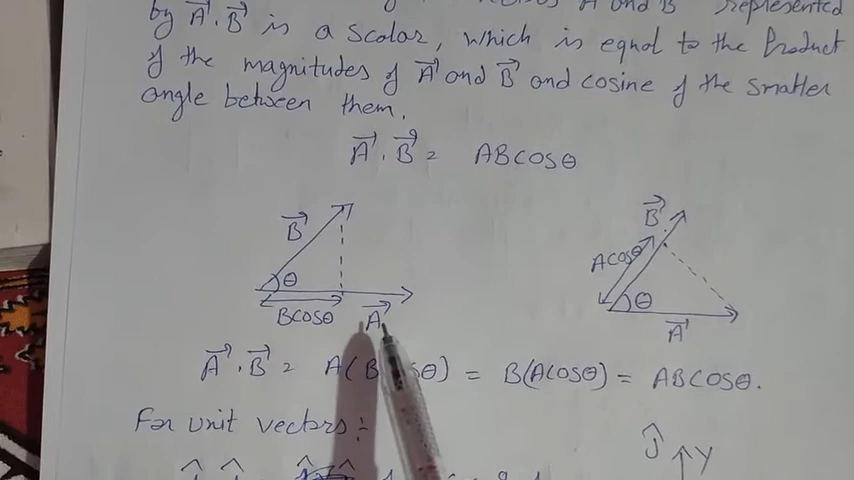 by A⃗ . B⃗ is a scalar, which is equal to the Product
of the magnitudes of A⃗ and B⃗ and cosine of the smaller
angle between them.
A⃗ . B⃗ = ABCosθ
B⃗
θ
BCosθ
A⃗
B⃗
ACosθ
θ
A⃗
A⃗ . B⃗ = A(BCosθ) = B(ACosθ) = ABCosθ.
For unit vectors :-
ĵ
Y